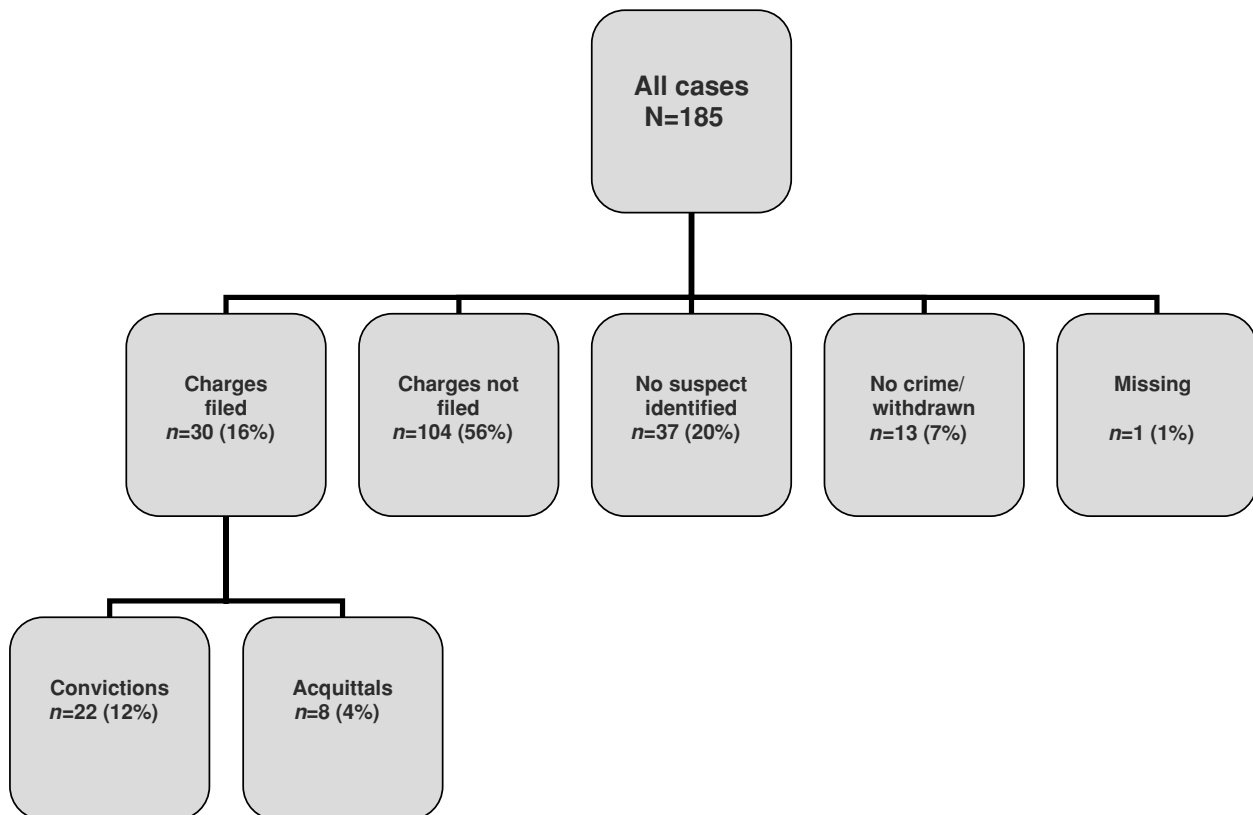 All cases
N=185
Charges
filed
n=30 (16%)
Charges not
filed
n=104 (56%)
No suspect
identified
n=37 (20%)
No crime/
withdrawn
n=13 (7%)
Missing
n=1 (1%)
Convictions
n=22 (12%)
Acquittals
n=8 (4%)